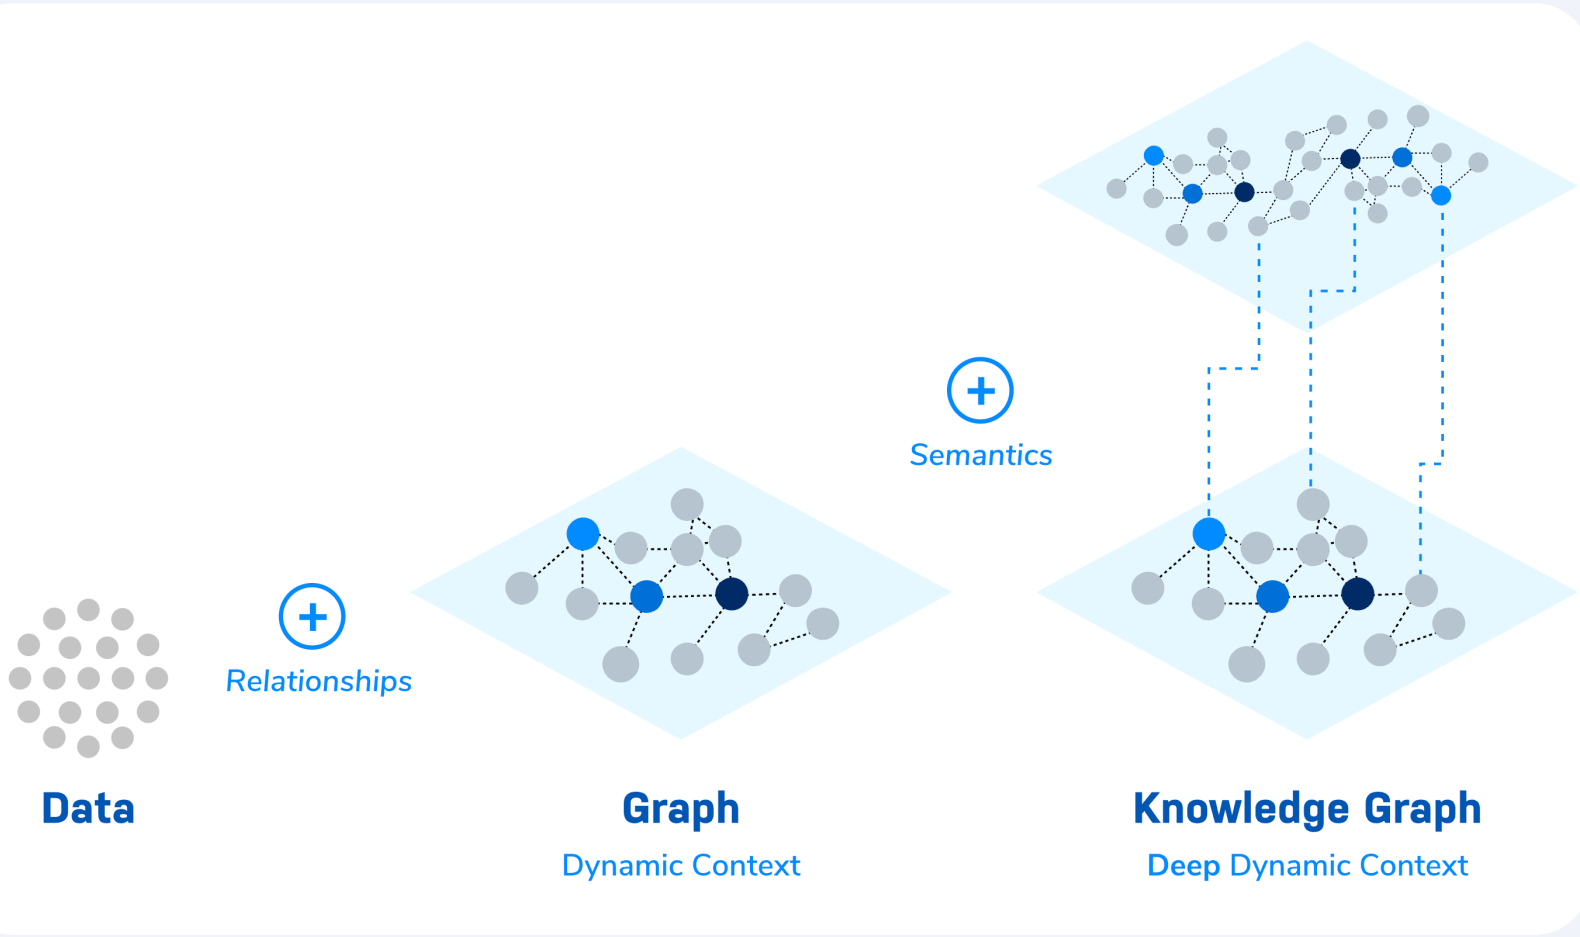 Data
Relationships
Graph
Dynamic Context
Semantics
Knowledge Graph
Deep Dynamic Context